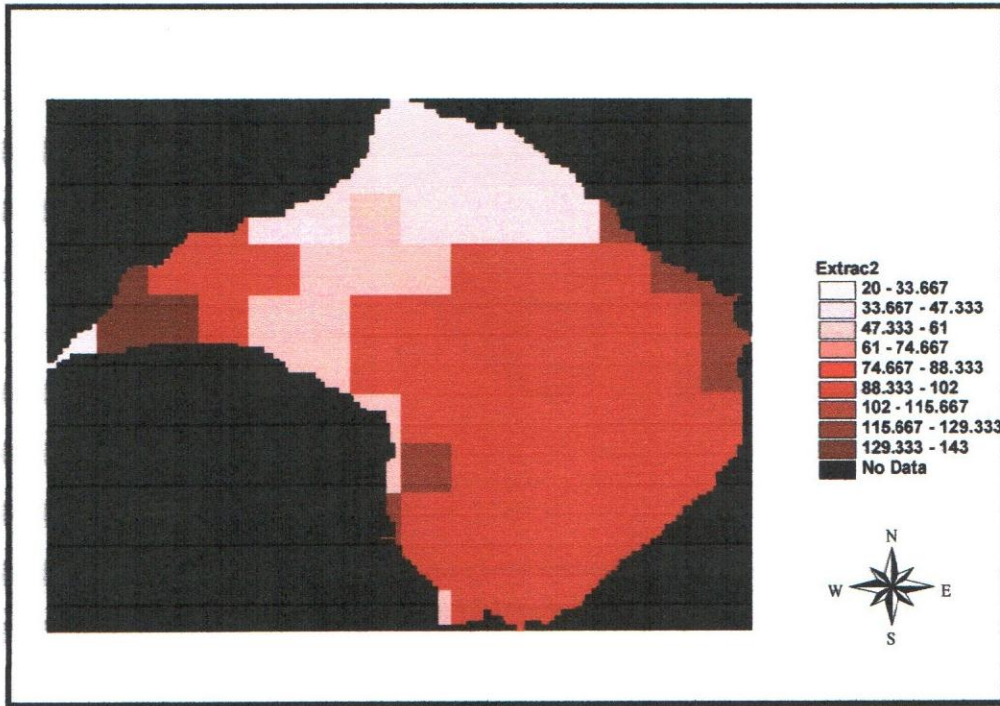 Extrac2
20 - 33.667
33.667 - 47.333
47.333 - 61
61 - 74.667
74.667 - 88.333
88.333 - 102
102 - 115.667
115.667 - 129.333
129.333 - 143
No Data
N
W E
S